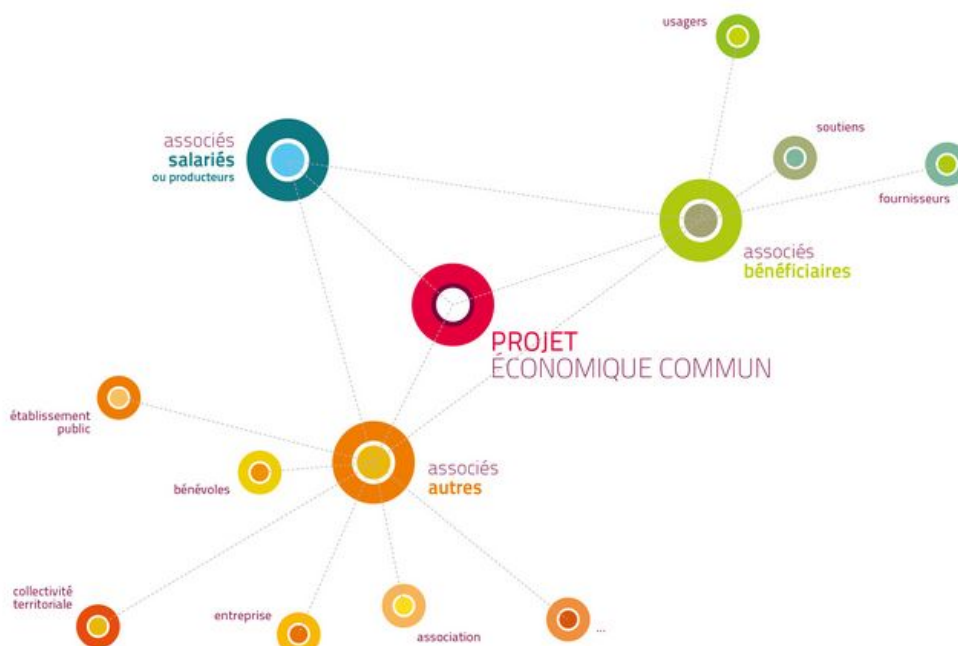 usagers
soutiens
fournisseurs
associés
salariés
ou producteurs
associés
bénéficiaires
PROJET
ÉCONOMIQUE COMMUN
établissement
public
bénévoles
associés
autres
collectivité
territoriale
entreprise
association
...